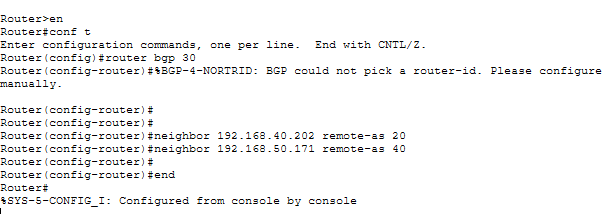 Router>en
Router#conf t
Enter configuration commands, one per line.  End with CNTL/Z.
Router(config)#router bgp 30
Router(config-router)#%BGP-4-NORTRID: BGP could not pick a router-id. Please configure
manually.
Router(config-router)#
Router(config-router)#
Router(config-router)#neighbor 192.168.40.202 remote-as 20
Router(config-router)#neighbor 192.168.50.171 remote-as 40
Router(config-router)#
Router(config-router)#end
Router#
%SYS-5-CONFIG_I: Configured from console by console